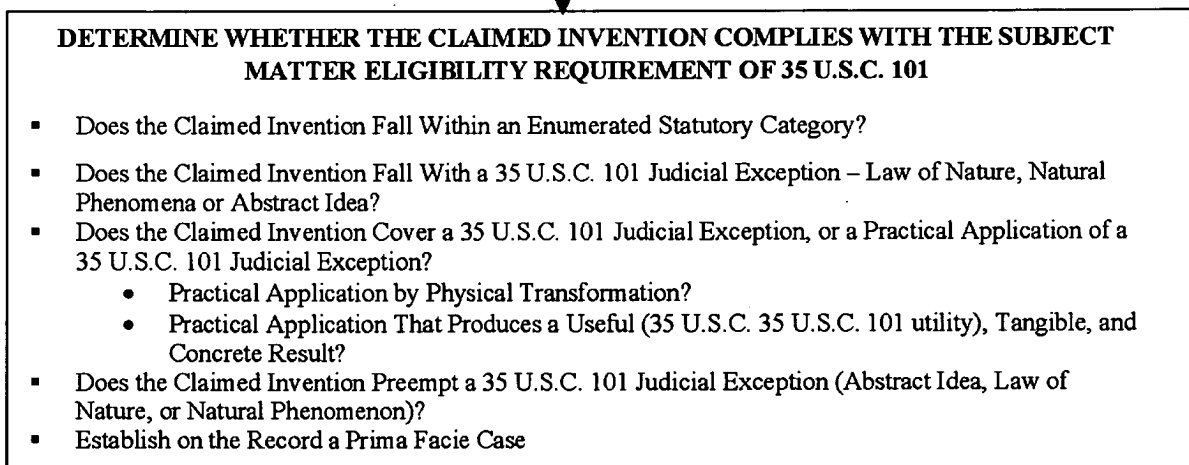 DETERMINE WHETHER THE CLAIMED INVENTION COMPLIES WITH THE SUBJECT
MATTER ELIGIBILITY REQUIREMENT OF 35 U.S.C. 101
▪ Does the Claimed Invention Fall Within an Enumerated Statutory Category?
▪ Does the Claimed Invention Fall With a 35 U.S.C. 101 Judicial Exception – Law of Nature, Natural
Phenomena or Abstract Idea?
▪ Does the Claimed Invention Cover a 35 U.S.C. 101 Judicial Exception, or a Practical Application of a
35 U.S.C. 101 Judicial Exception?
• Practical Application by Physical Transformation?
• Practical Application That Produces a Useful (35 U.S.C. 35 U.S.C. 101 utility), Tangible, and
Concrete Result?
▪ Does the Claimed Invention Preempt a 35 U.S.C. 101 Judicial Exception (Abstract Idea, Law of
Nature, or Natural Phenomenon)?
▪ Establish on the Record a Prima Facie Case